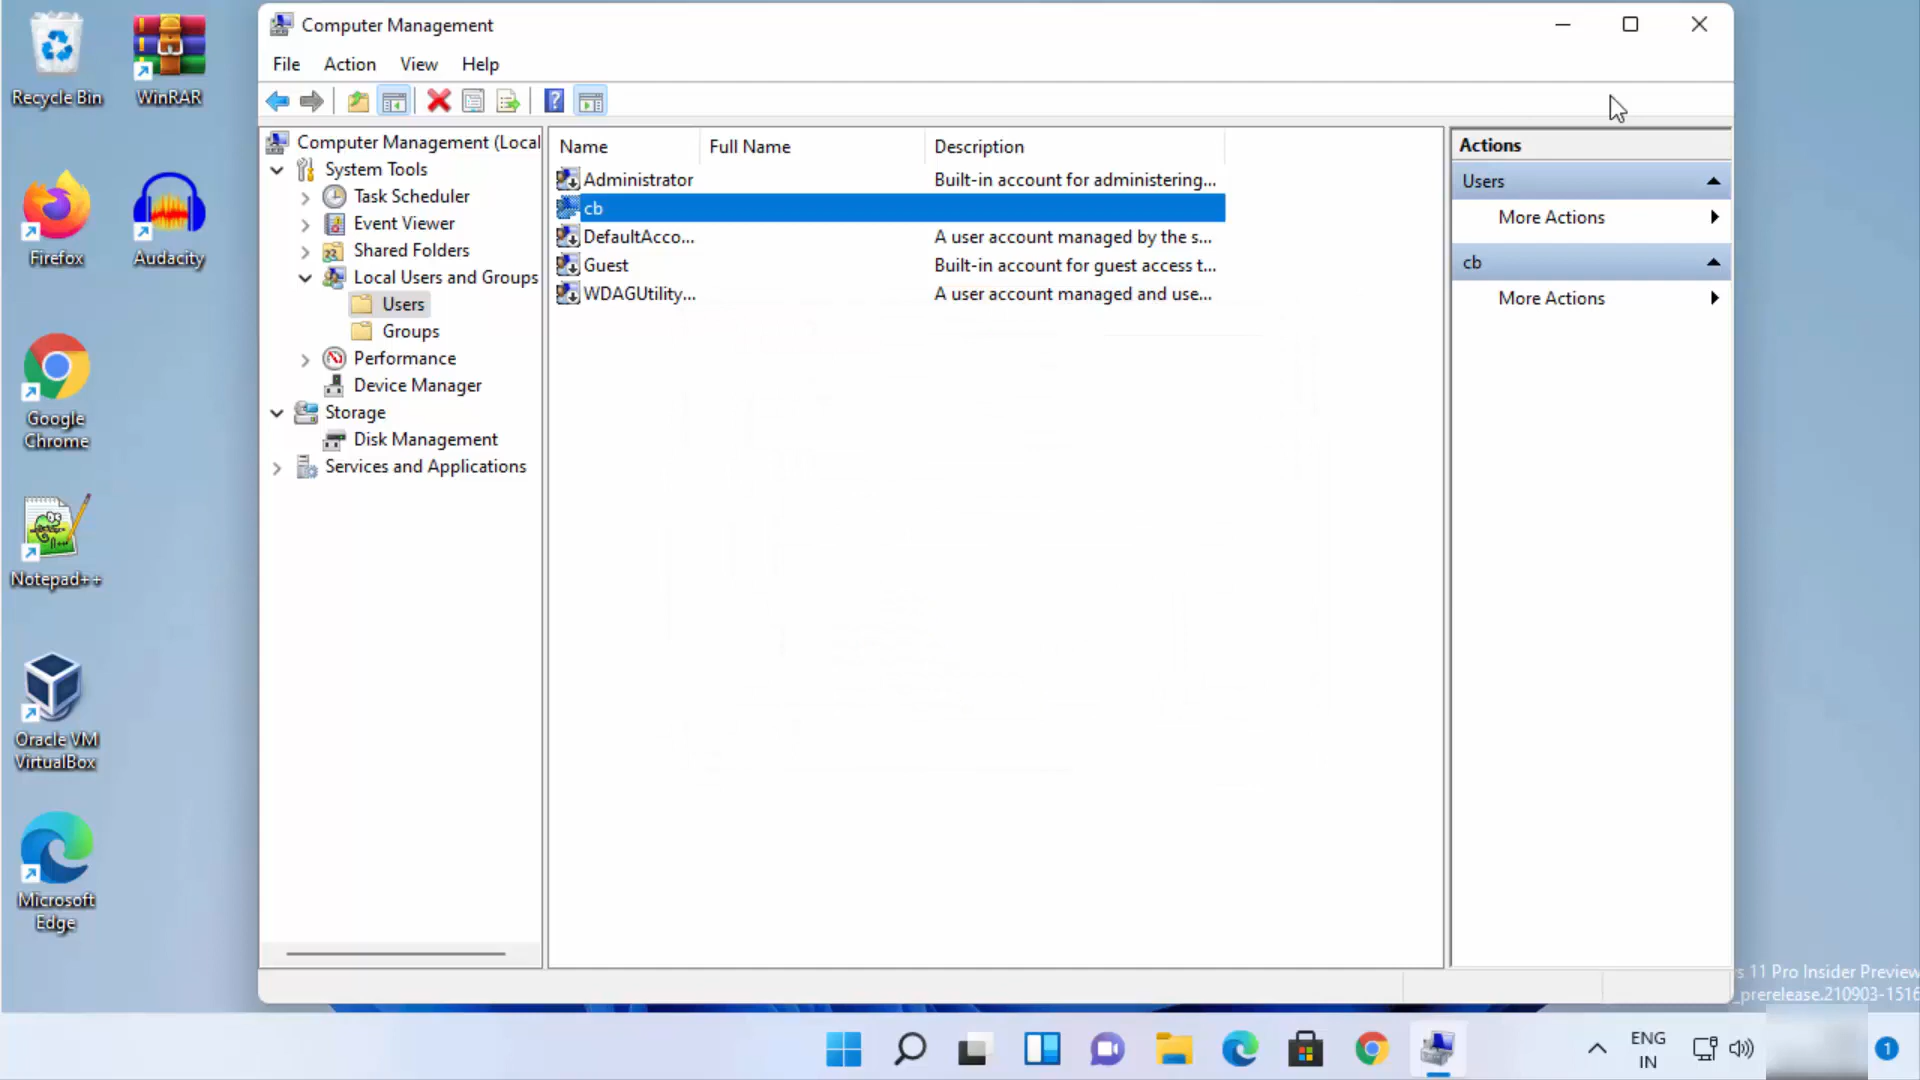 Recycle Bin
WinRAR
Firefox
Audacity
Google
Chrome
Notepad++
Oracle VM
VirtualBox
Microsoft
Edge
Computer Management
File Action View Help
Computer Management (Local
System Tools
Task Scheduler
Event Viewer
Shared Folders
Local Users and Groups
Users
Groups
Performance
Device Manager
Storage
Disk Management
Services and Applications
Name Full Name Description
Administrator Built-in account for administering...
cb
DefaultAcco... A user account managed by the s...
Guest Built-in account for guest access t...
WDAGUtility... A user account managed and use...
Actions
Users
More Actions
cb
More Actions
s 11 Pro Insider Preview
_prerelease.210903-1516
ENG
IN
1